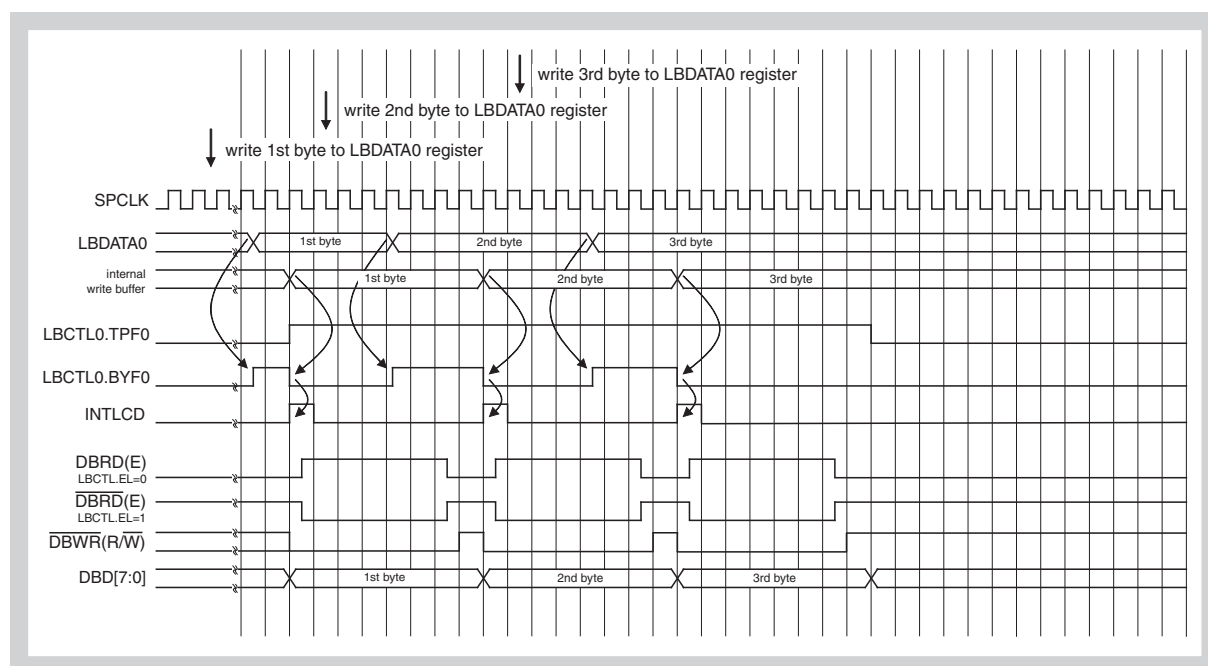 write 3rd byte to LBDATA0 register
write 2nd byte to LBDATA0 register
write 1st byte to LBDATA0 register
SPCLK
LBDATA0
1st byte
2nd byte
3rd byte
internal
write buffer
1st byte
2nd byte
3rd byte
LBCTL0.TPF0
LBCTL0.BYF0
INTLCD
DBRD(E)
LBCTL.EL=0
DBRD(E)
LBCTL.EL=1
DBWR(R/W)
DBD[7:0]
1st byte
2nd byte
3rd byte